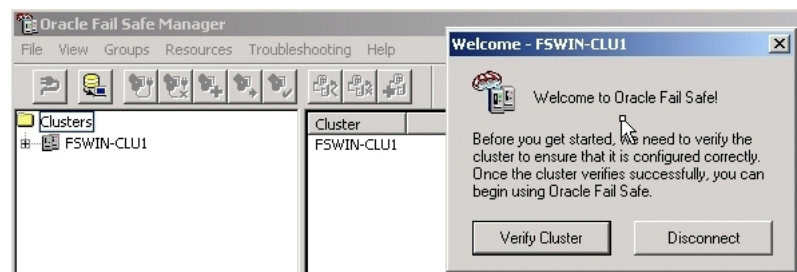 Oracle Fail Safe Manager
File View Groups Resources Troubleshooting Help
Clusters
FSWIN-CLU1
Cluster
FSWIN-CLU1
Welcome - FSWIN-CLU1
Welcome to Oracle Fail Safe!
Before you get started, we need to verify the
cluster to ensure that it is configured correctly.
Once the cluster verifies successfully, you can
begin using Oracle Fail Safe.
Verify Cluster
Disconnect